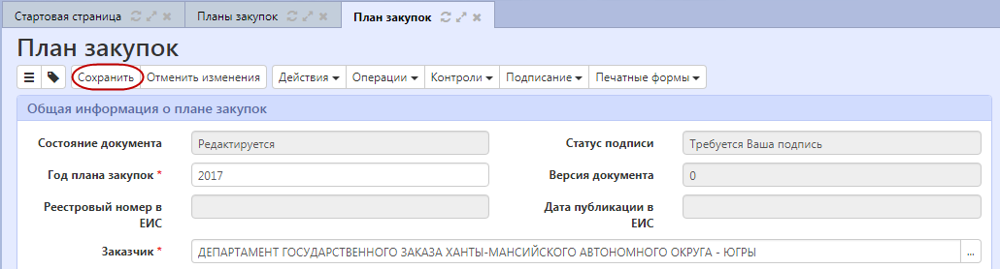 Стартовая страница Планы закупок План закупок
План закупок
Сохранить Отменить изменения Действия Операции Контроли Подписание Печатные формы
Общая информация о плане закупок
Состояние документа Редактируется Статус подписи Требуется Ваша подпись
Год плана закупок * 2017 Версия документа 0
Реестровый номер в Дата публикации в
ЕИС ЕИС
Заказчик * ДЕПАРТАМЕНТ ГОСУДАРСТВЕННОГО ЗАКАЗА ХАНТЫ-МАНСИЙСКОГО АВТОНОМНОГО ОКРУГА - ЮГРЫ ...